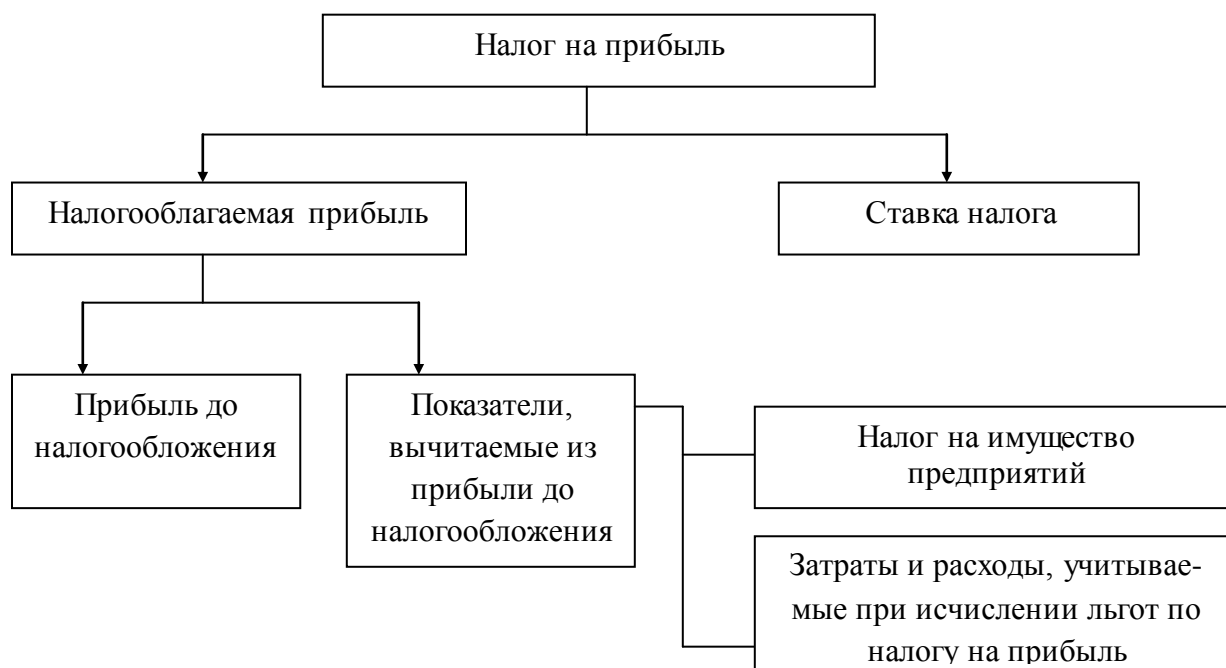 Налог на прибыль
Налогооблагаемая прибыль
Ставка налога
Прибыль до
налогообложения
Показатели,
вычитаемые из
прибыли до
налогообложения
Налог на имущество
предприятий
Затраты и расходы, учитывае-
мые при исчислении льгот по
налогу на прибыль